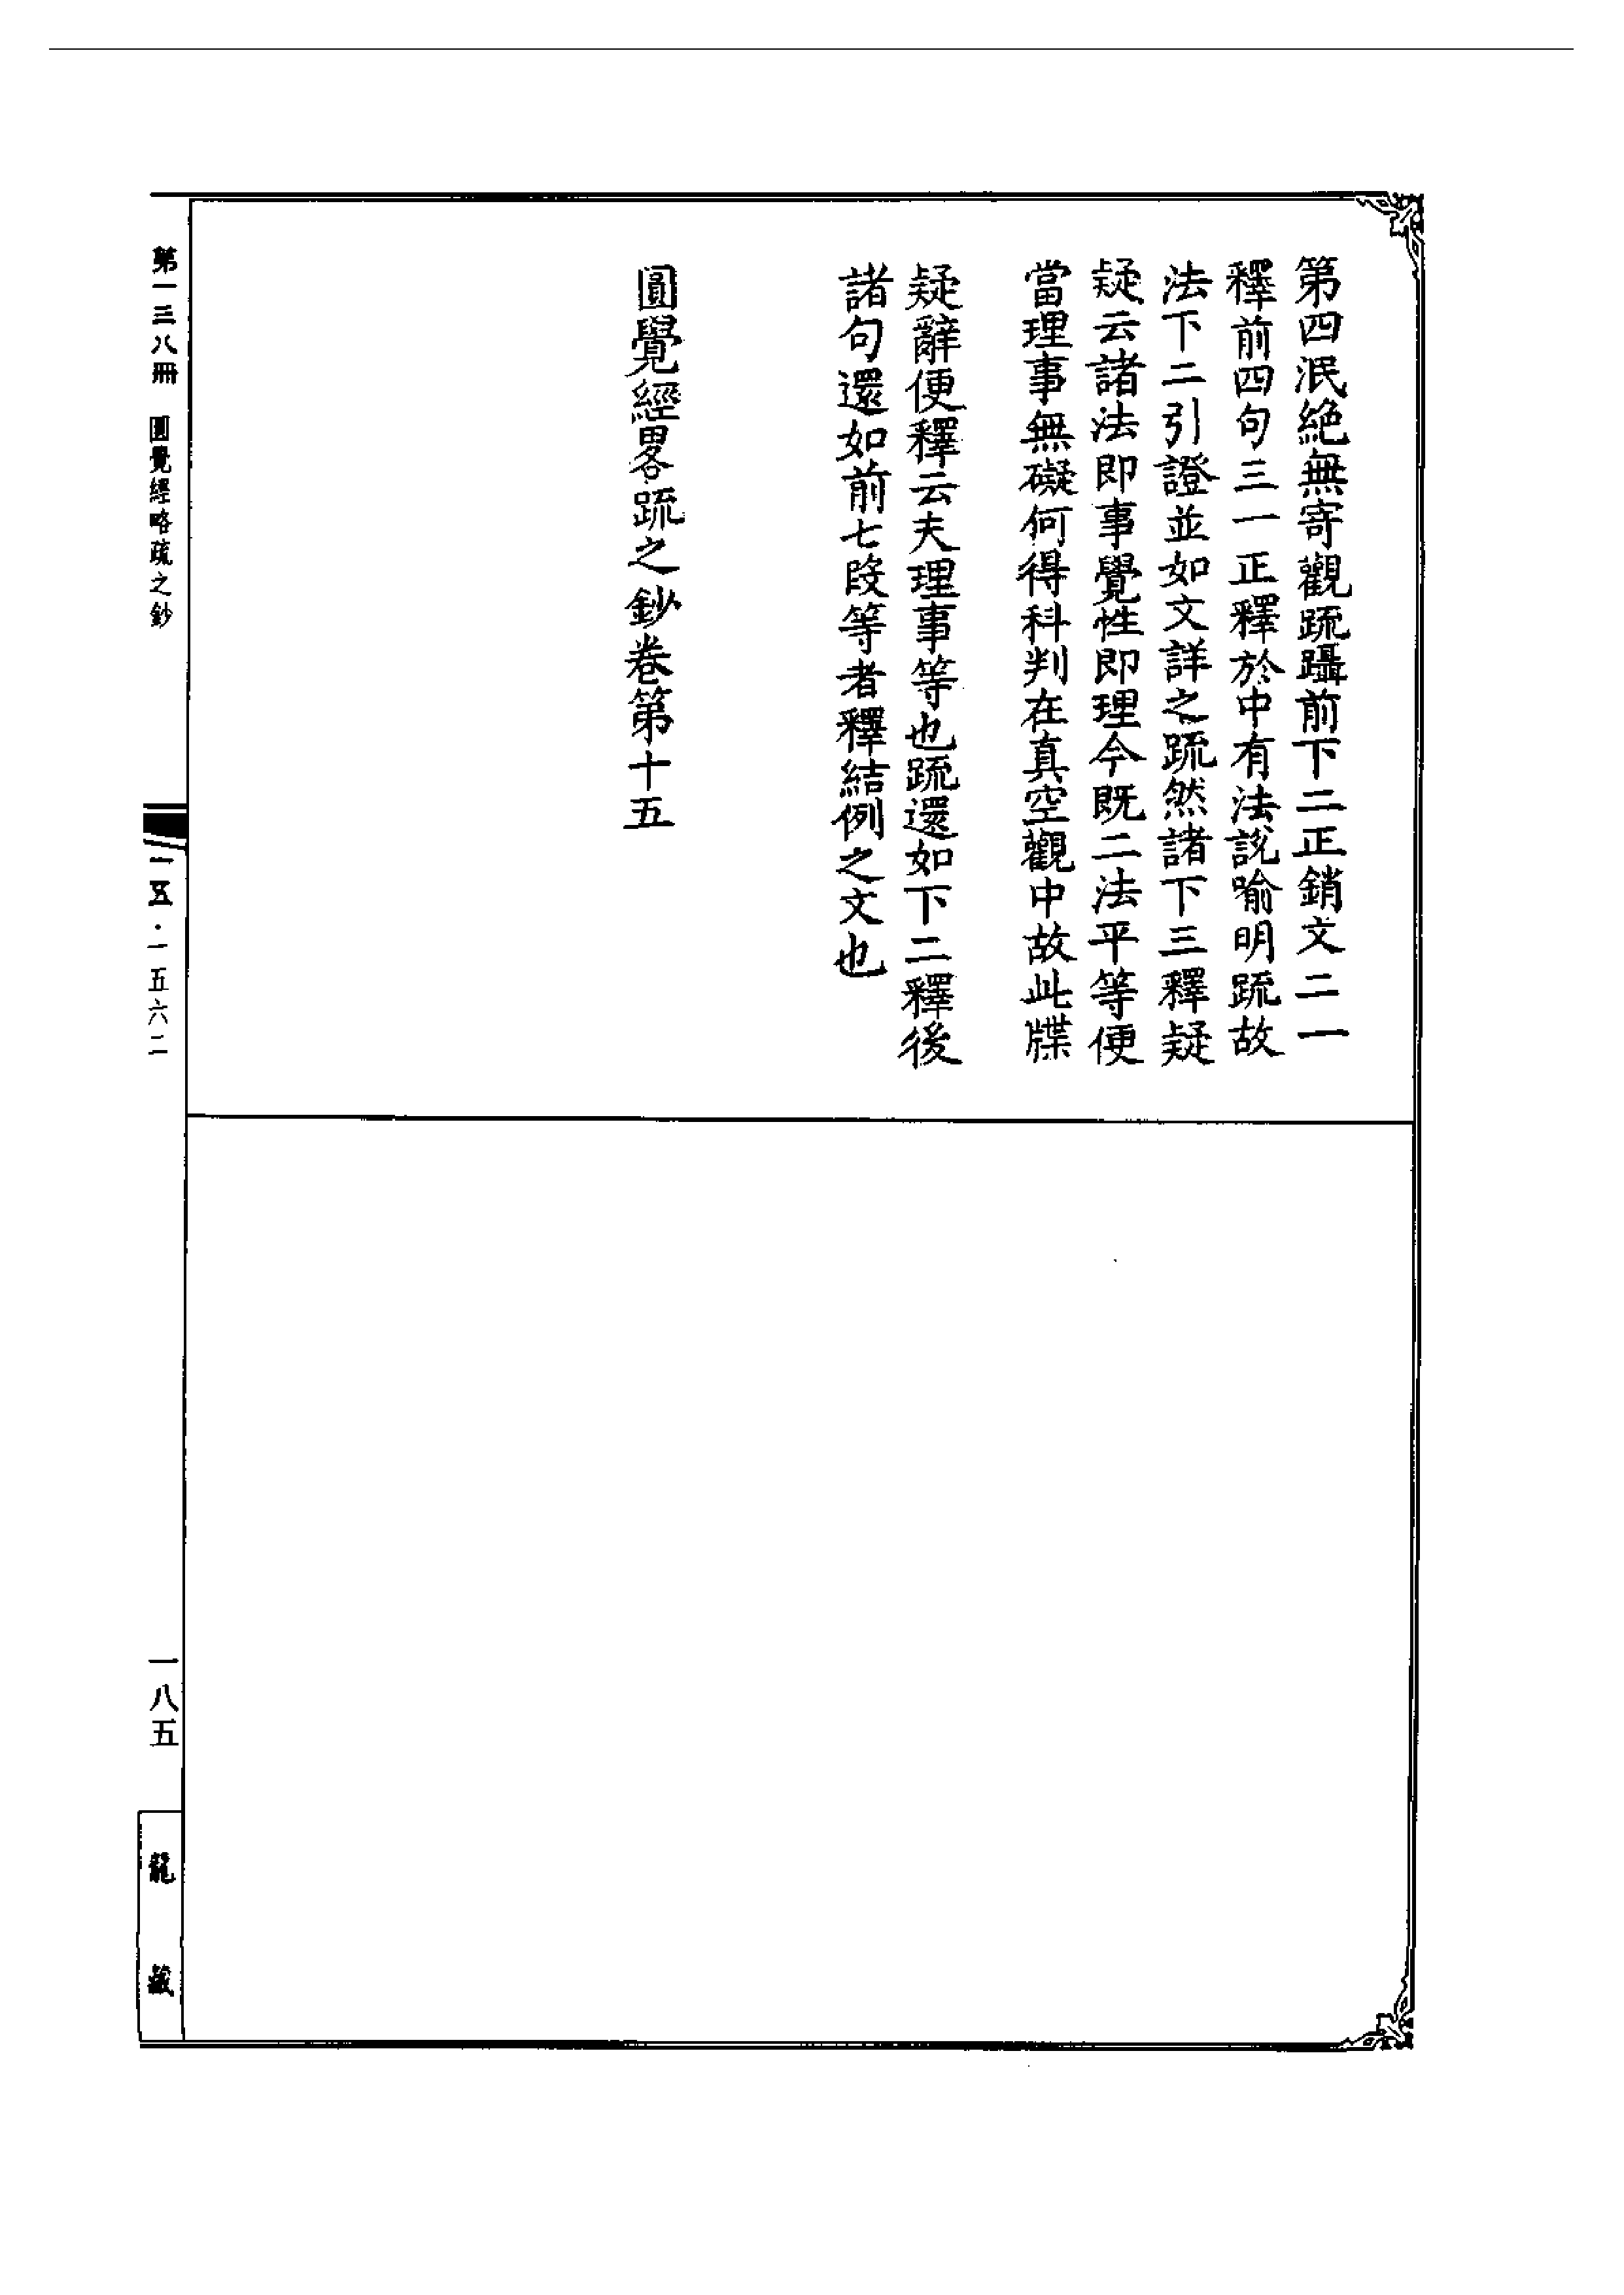 第四泯絶無寄觀疏躡前下二正銷文二一
釋前四句三一正釋於中有法說喻明疏故
法下二引證並如文詳之疏然諸下三釋疑
疑云諸法即事覺性即理今既二法平等便
當理事無礙何得科判在真空觀中故此牒
疑辭便釋云夫理事等也疏還如下二釋後
諸句還如前七段等者釋結例之文也
圓覺經畧疏之鈔卷第十五
第一三八冊　圓覺經略疏之鈔
一五·一五六二
一八五
龍藏